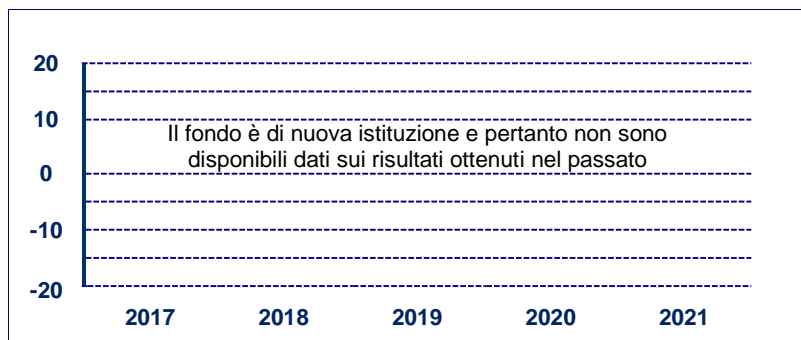 20
10
Il fondo è di nuova istituzione e pertanto non sono
disponibili dati sui risultati ottenuti nel passato
0
-10
-20
2017 2018 2019 2020 2021